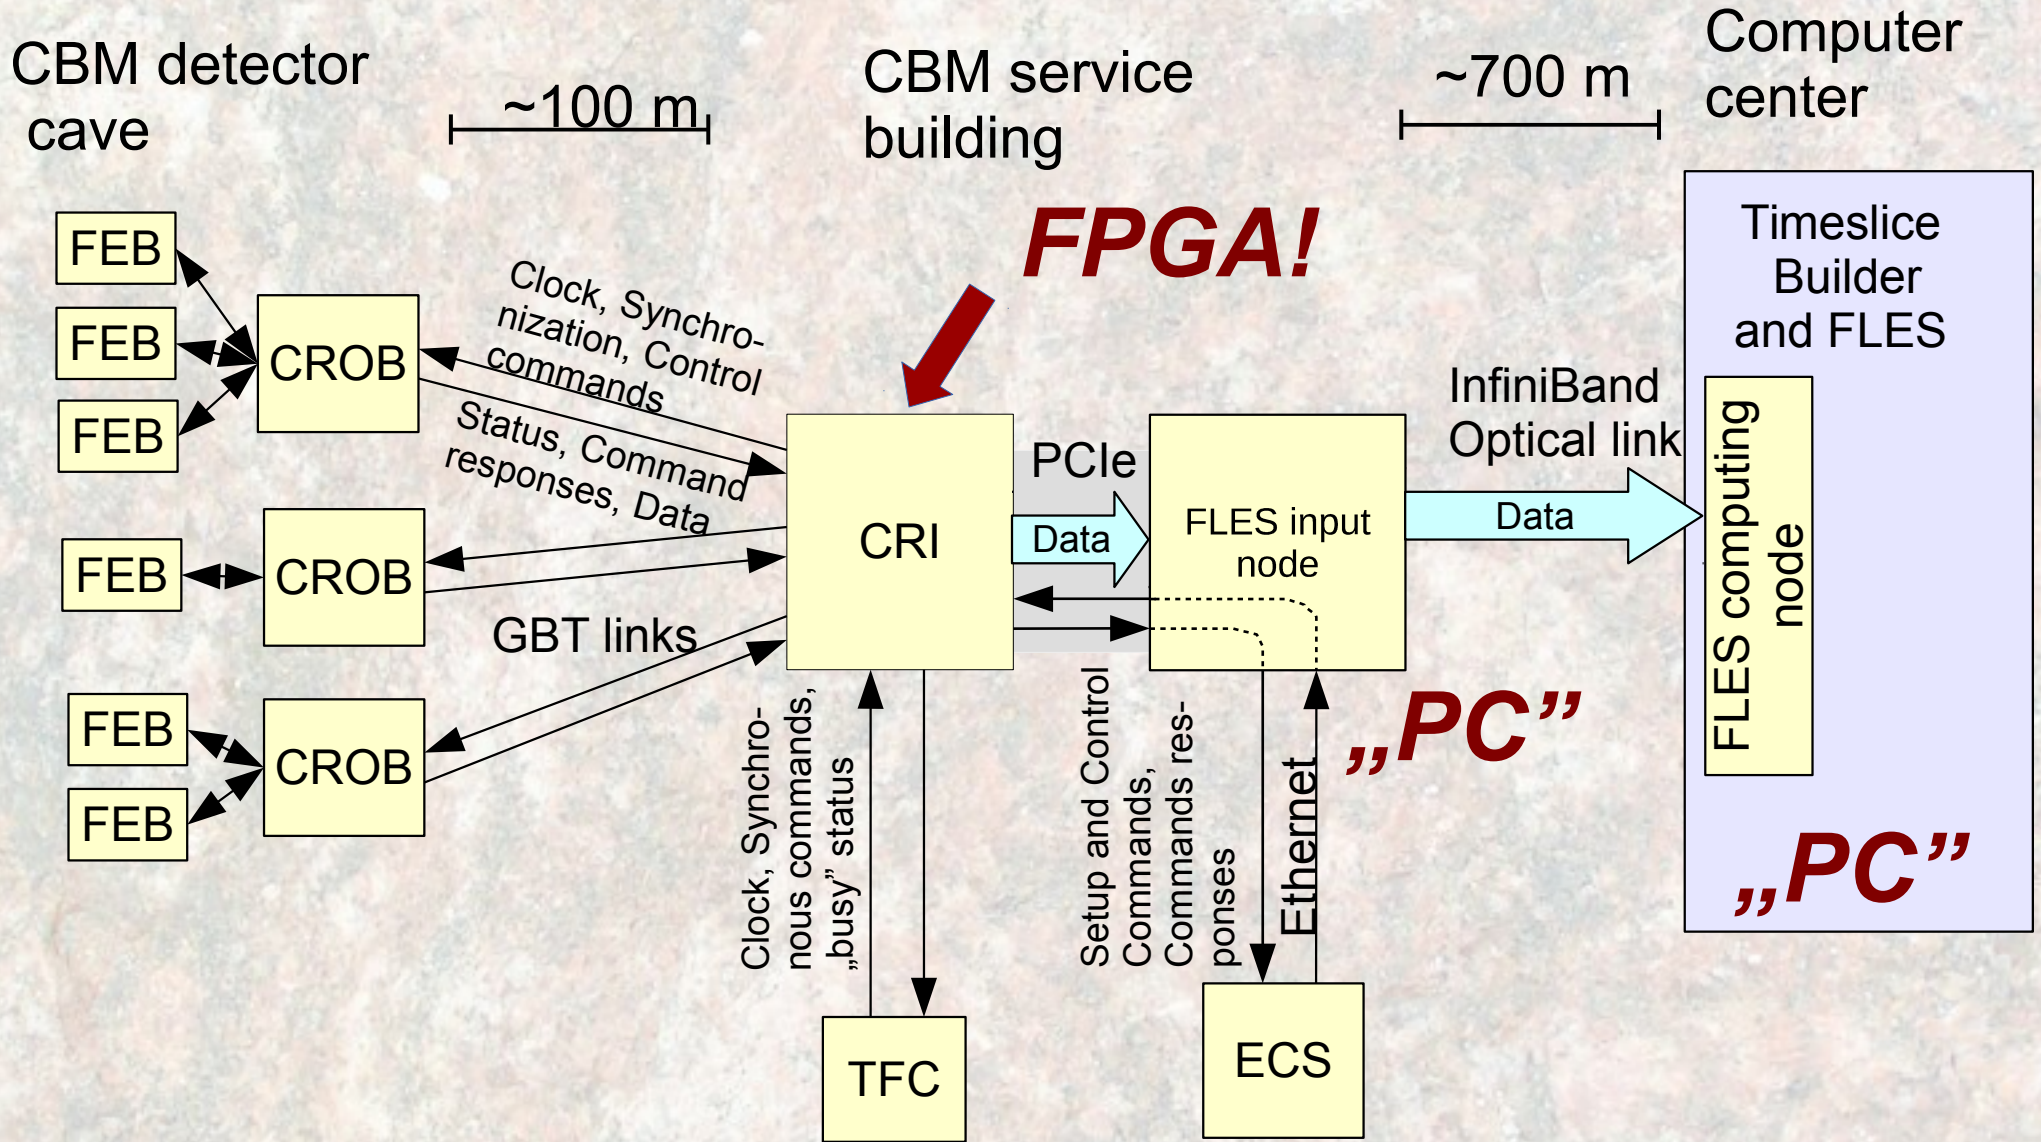 CBM detector
cave
~100 m
CBM service
building
~700 m
Computer
center
FPGA!
FEB
FEB
FEB
CROB
Clock, Synchro-
nization, Control
commands
Status, Command
responses, Data
FEB
CROB
GBT links
FEB
FEB
CROB
CRI
PCIe
Data
FLES input
node
InfiniBand
Optical link
Data
Timeslice
Builder
and FLES
FLES computing
node
„PC”
„PC”
Clock, Synchro-
nous commands,
„busy” status
Setup and Control
Commands,
Commands res-
ponses
Ethernet
TFC
ECS